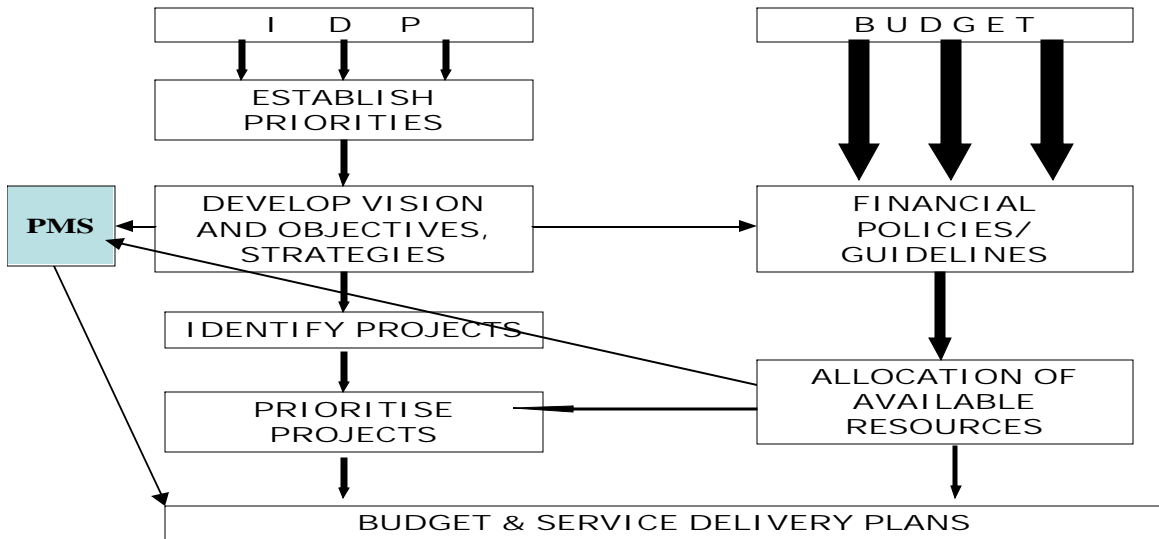 I D P
BUDGET
ESTABLISH
PRIORITIES
PMS
DEVELOP VISION
AND OBJECTIVES,
STRATEGIES
FINANCIAL
POLICIES/
GUIDELINES
IDENTIFY PROJECTS
PRIORITISE
PROJECTS
ALLOCATION OF
AVAILABLE
RESOURCES
BUDGET & SERVICE DELIVERY PLANS